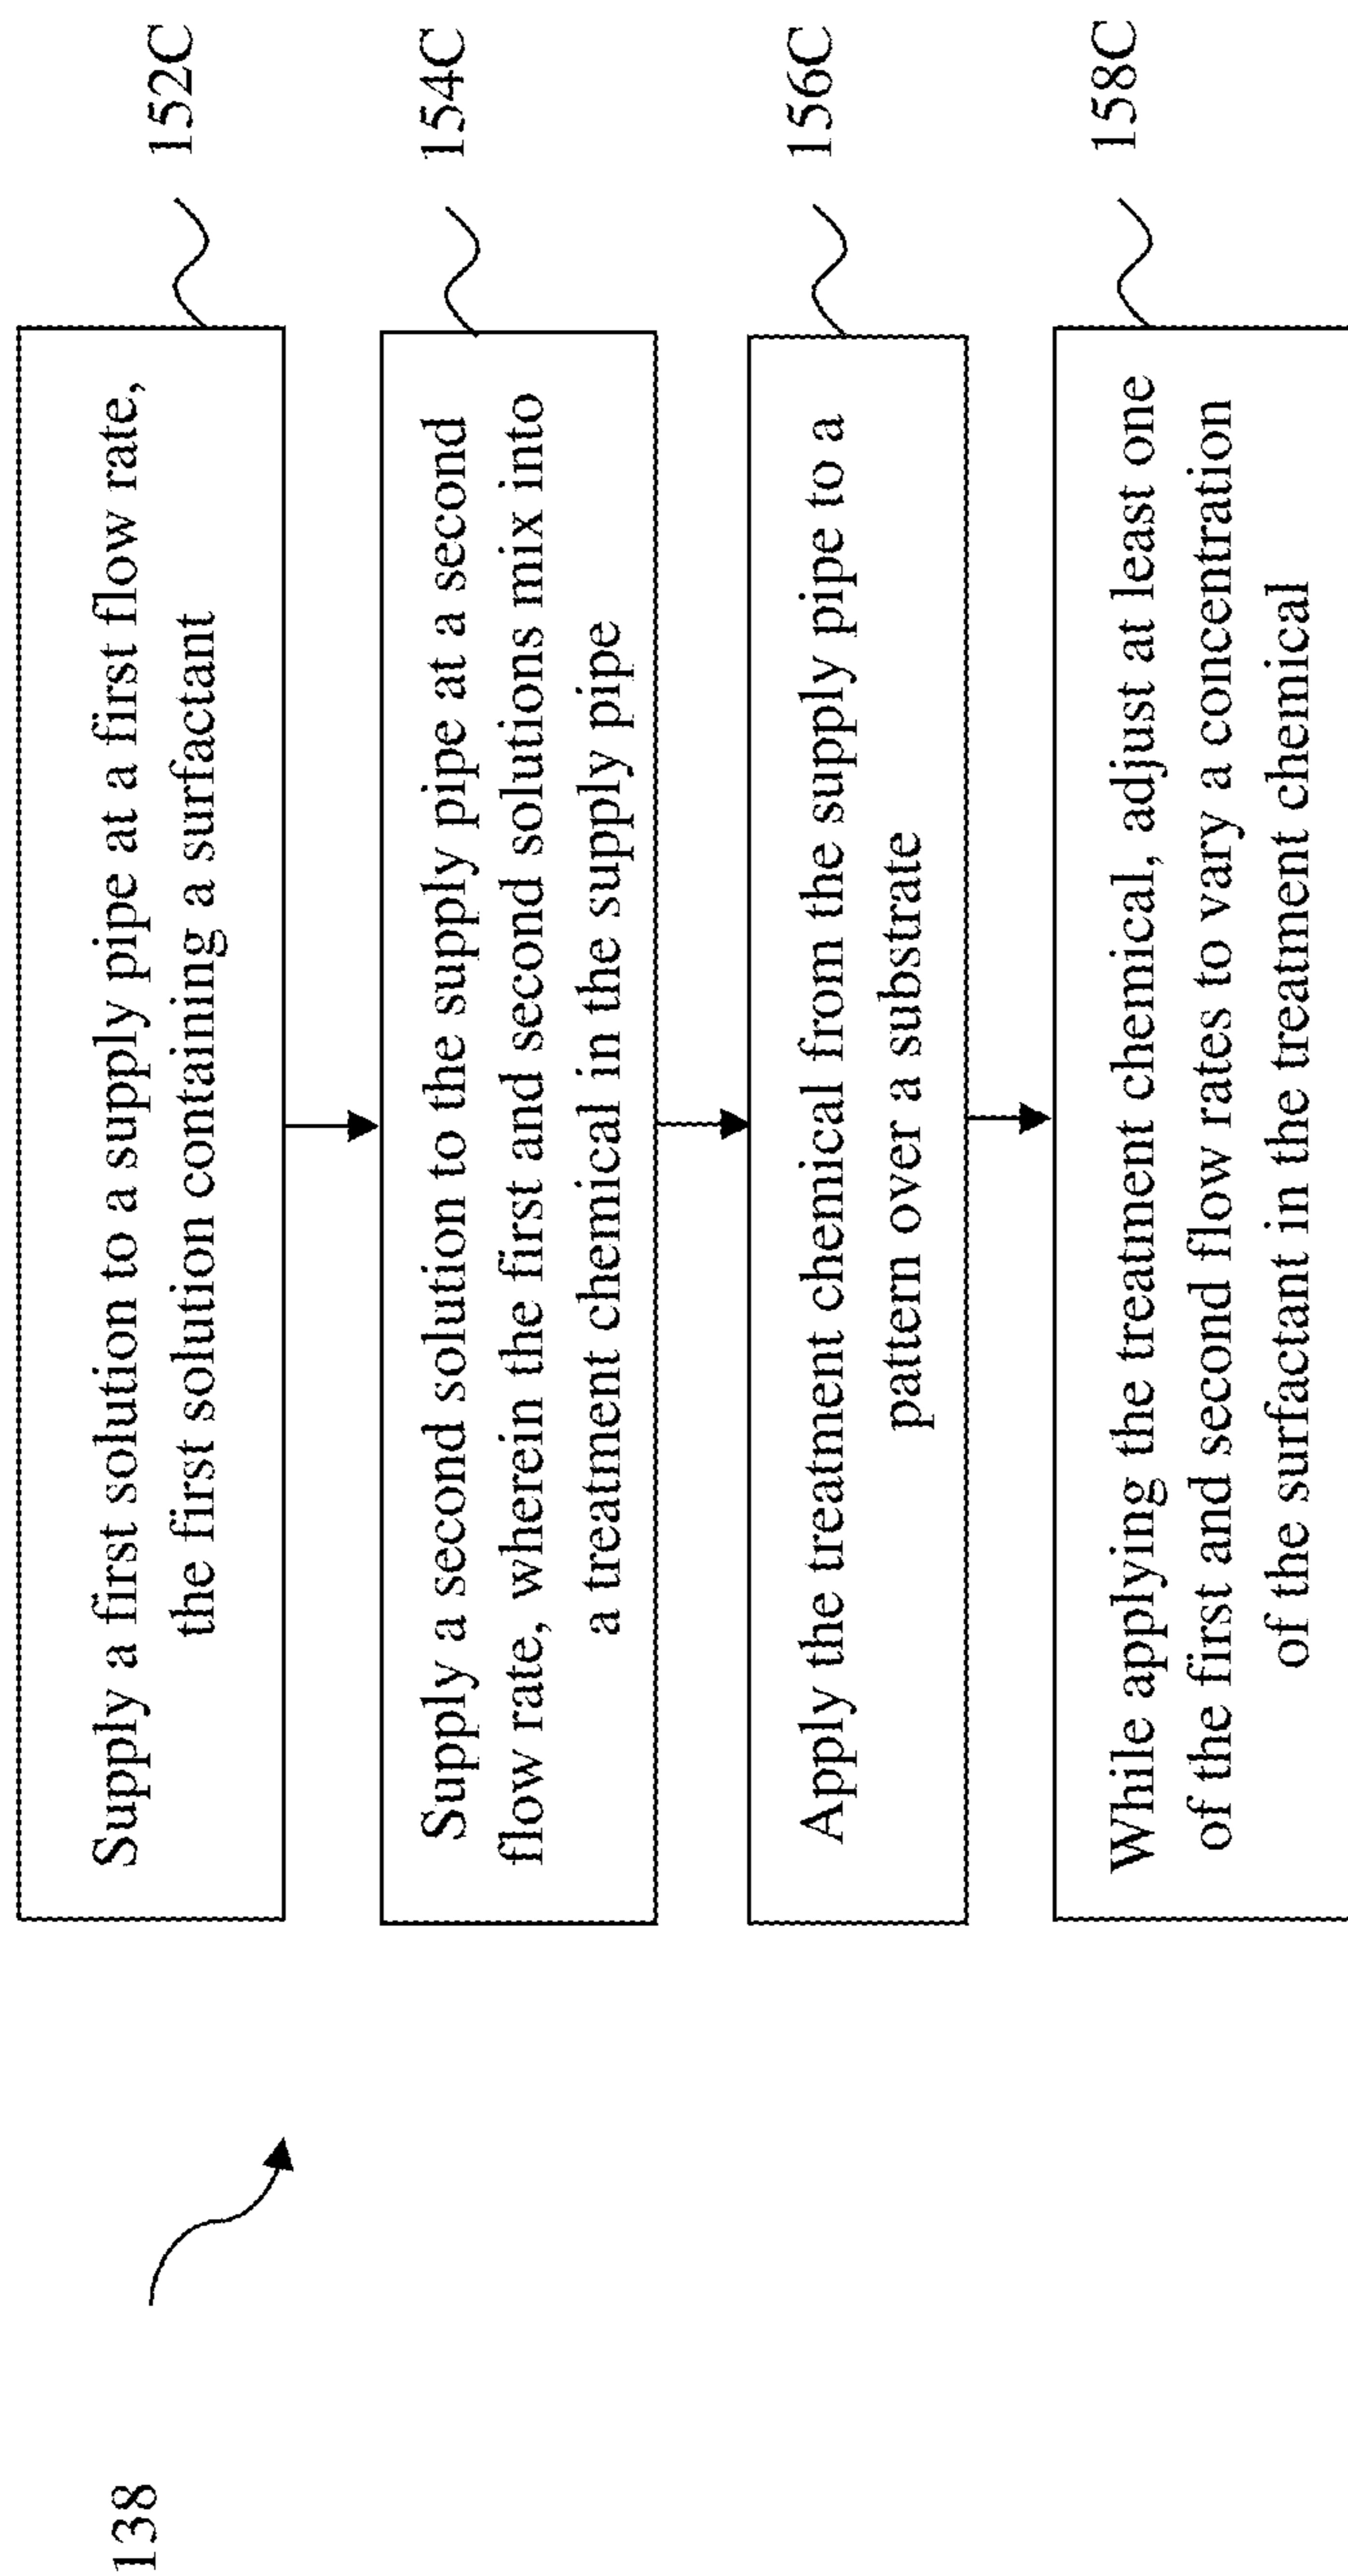 138
Supply a first solution to a supply pipe at a first flow rate,
the first solution containing a surfactant
152C
Supply a second solution to the supply pipe at a second
flow rate, wherein the first and second solutions mix into
a treatment chemical in the supply pipe
154C
Apply the treatment chemical from the supply pipe to a
pattern over a substrate
156C
While applying the treatment chemical, adjust at least one
of the first and second flow rates to vary a concentration
of the surfactant in the treatment chemical
158C